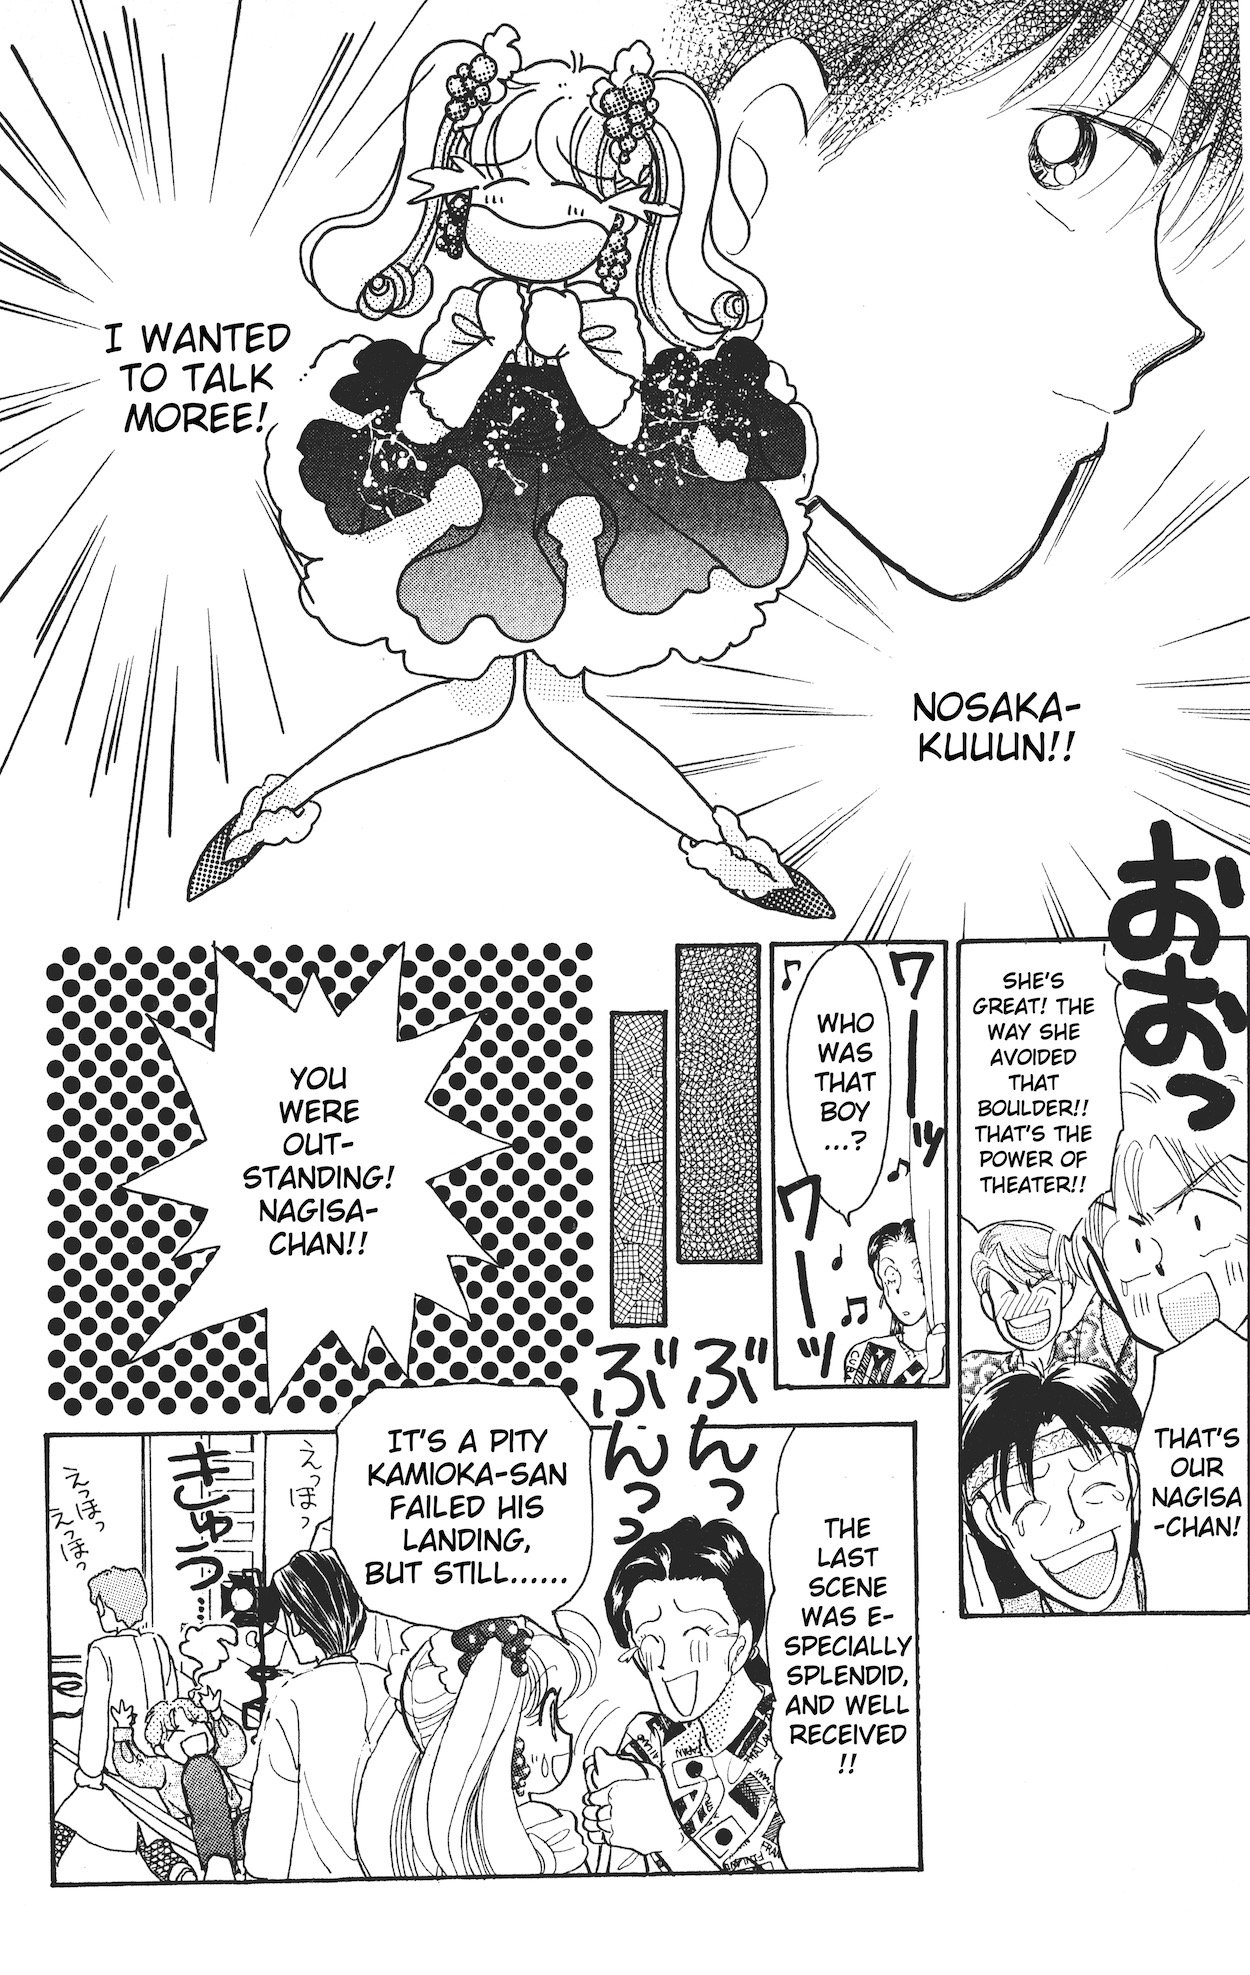 NOSAKA-
KUUUN!!
I WANTED
TO TALK
MOREE!
おおっ
SHE'S
GREAT! THE
WAY SHE
AVOIDED
THAT
BOULDER!!
THAT'S THE
POWER OF
THEATER!!
THAT'S
OUR
NAGISA
-CHAN!
ワーーッ
ワーーッ
WHO
WAS
THAT
BOY
...?
CUBA
YOU
WERE
OUT-
STANDING!
NAGISA-
CHAN!!
THE
LAST
SCENE
WAS E-
SPECIALLY
SPLENDID,
AND WELL
RECEIVED
!!
ぶんっ
ぶんっ
IT'S A PITY
KAMIOKA-SAN
FAILED HIS
LANDING,
BUT STILL......
えっほっ
きゅう....
えっほっ
えっほっ
FINLAND